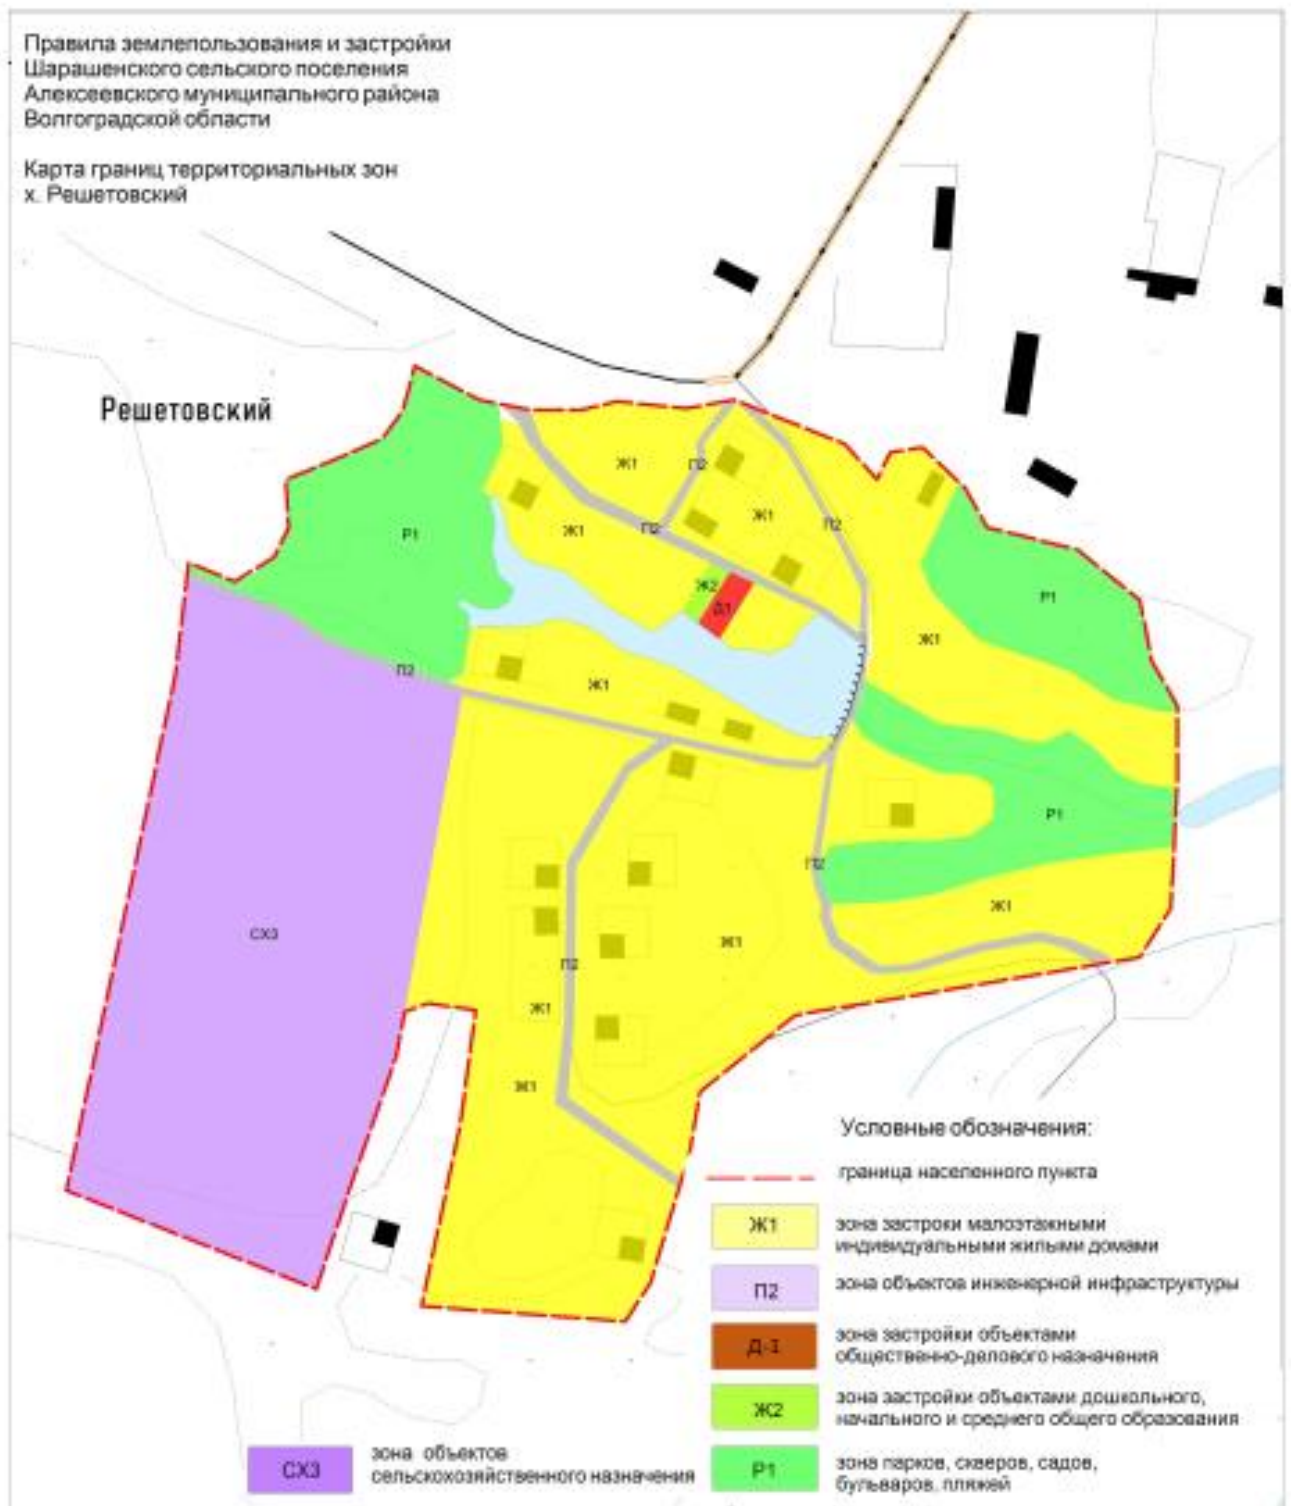 Правила землепользования и застройки
Шарашенского сельского поселения
Алексеевского муниципального района
Волгоградской области
Карта границ территориальных зон
х. Решетовский
Решетовский
Ж1
П2
Р1
Ж1
П2
Ж1
П2
Ж2
Д1
Р1
Ж1
П2
Ж1
Р1
П2
Ж1
СХ3
Ж1
П2
Ж1
Ж1
Условные обозначения:
граница населенного пункта
Ж1
зона застроки малоэтажными
индивидуальными жилыми домами
П2
зона объектов инженерной инфраструктуры
Д-1
зона застройки объектами
общественно-делового назначения
Ж2
зона застройки объектами дошкольного,
начального и среднего общего образования
СХ3
зона объектов
сельскохозяйственного назначения
Р1
зона парков, скверов, садов,
бульваров, пляжей